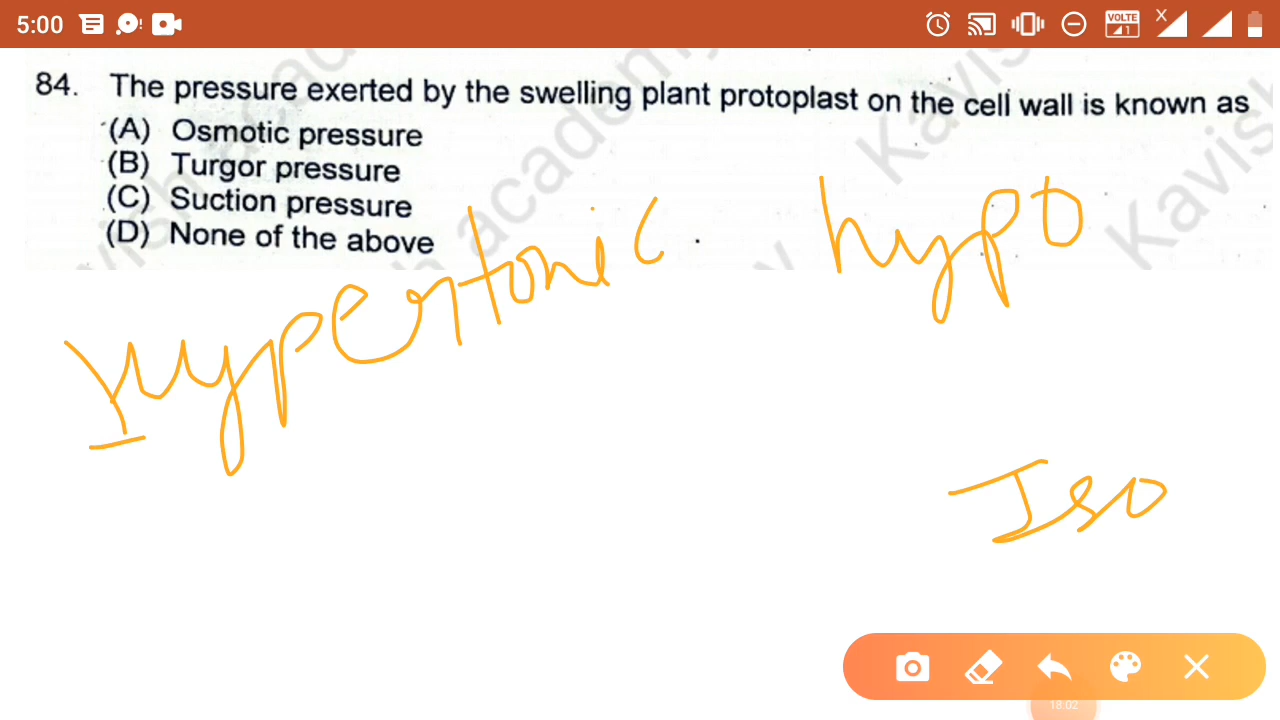 5:00
VOLTE
1
X
84. The pressure exerted by the swelling plant protoplast on the cell wall is known as
(A) Osmotic pressure
(B) Turgor pressure
(C) Suction pressure
(D) None of the above
Hypertonic
hypo
Iso
18.02